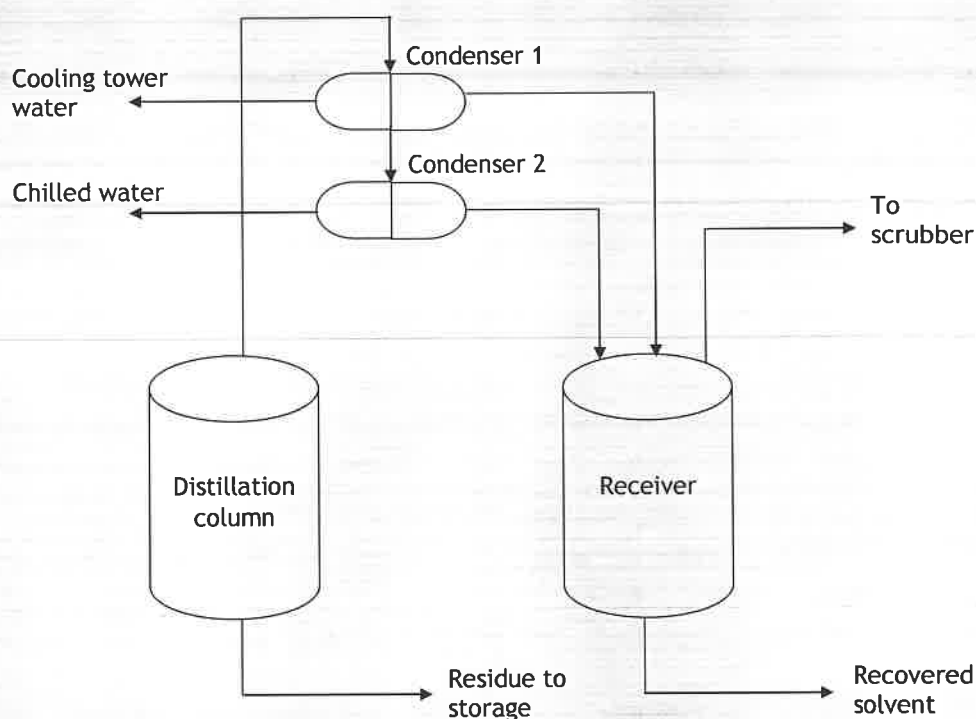 Condenser 1
Cooling tower
water
Condenser 2
Chilled water
To
scrubber
Distillation
column
Receiver
Residue to
storage
Recovered
solvent